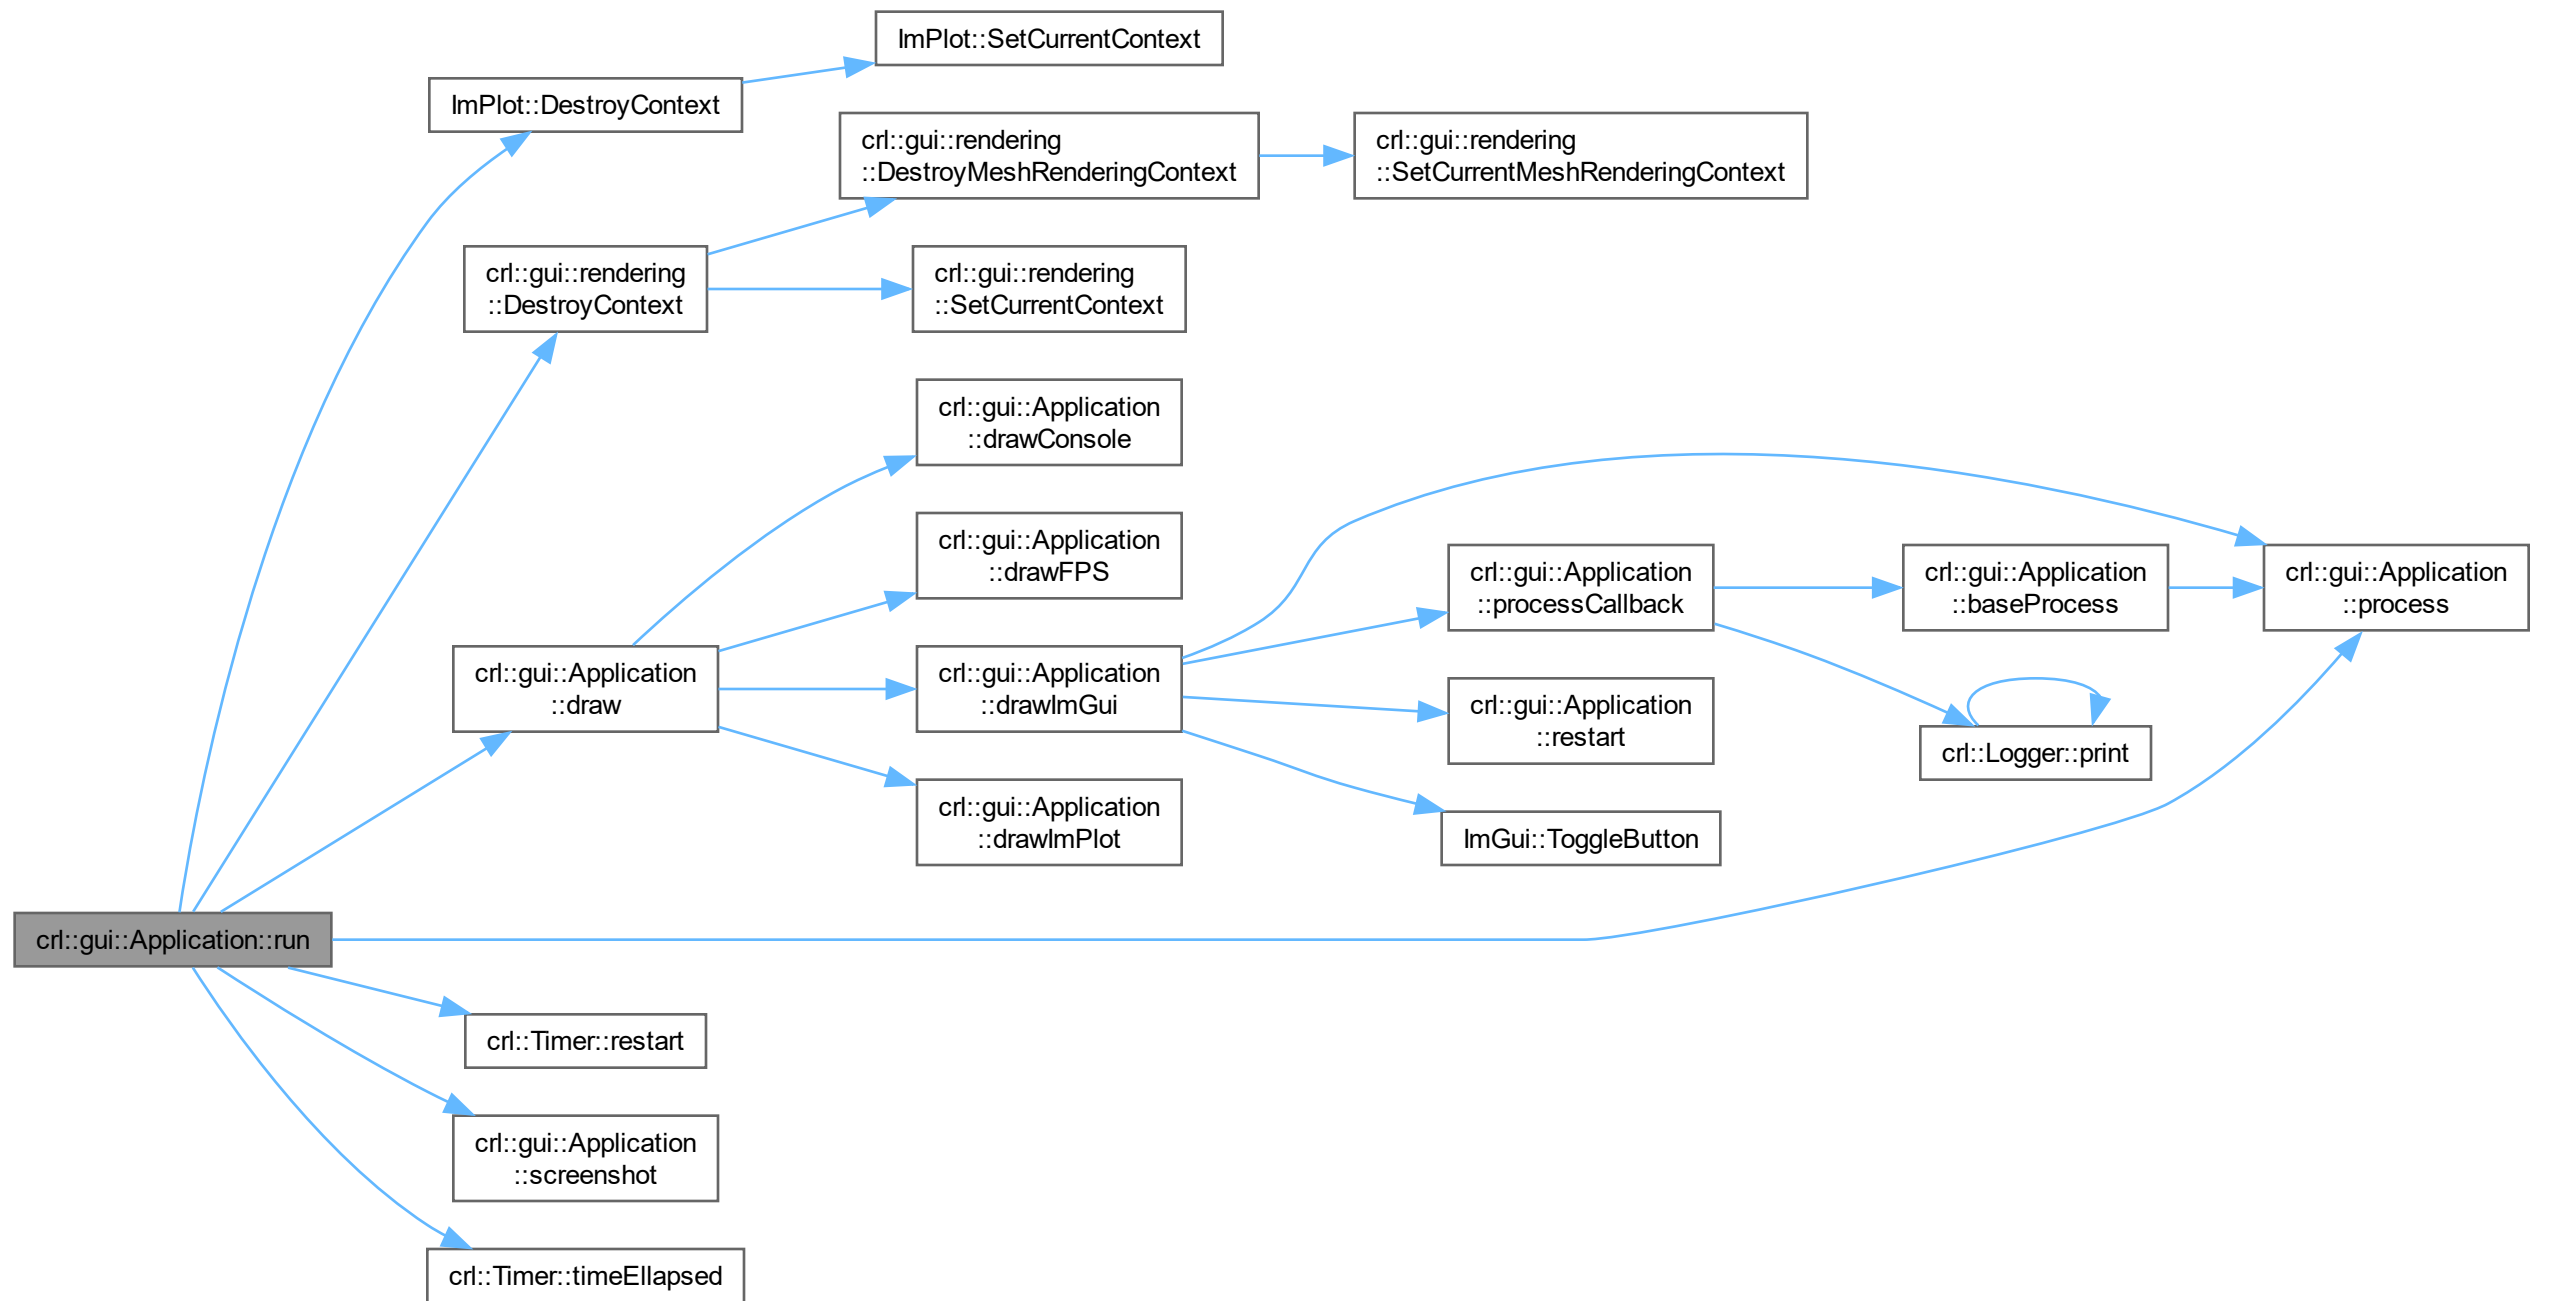 ImPlot::SetCurrentContext
ImPlot::DestroyContext
crl::gui::rendering
::DestroyMeshRenderingContext
crl::gui::rendering
::SetCurrentMeshRenderingContext
crl::gui::rendering
::DestroyContext
crl::gui::rendering
::SetCurrentContext
crl::gui::Application
::drawConsole
crl::gui::Application
::drawFPS
crl::gui::Application
::processCallback
crl::gui::Application
::baseProcess
crl::gui::Application
::process
crl::gui::Application
::draw
crl::gui::Application
::drawImGui
crl::gui::Application
::restart
crl::Logger::print
crl::gui::Application
::drawImPlot
ImGui::ToggleButton
crl::gui::Application::run
crl::Timer::restart
crl::gui::Application
::screenshot
crl::Timer::timeEllapsed